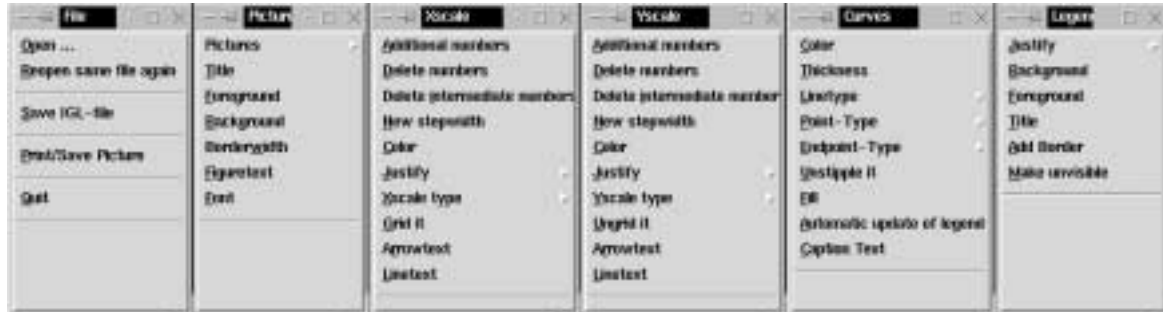 File
Open ...
Reopen same file again
Save IGL-file
Print/Save Picture
Quit
Picture
Pictures
Title
Foreground
Background
Borderwidth
Figuretext
Font
Xscale
Additional numbers
Delete numbers
Delete intermediate numbers
New stepwidth
Color
Justify
Xscale type
Grid it
Arrowtext
Linetext
Yscale
Additional numbers
Delete numbers
Delete intermediate number
New stepwidth
Color
Justify
Yscale type
Ungrid it
Arrowtext
Linetext
Curves
Color
Thickness
Linetype
Point-Type
Endpoint-Type
Unstipple it
Fill
Automatic update of legend
Caption Text
Legen
Justify
Background
Foreground
Title
Add Border
Make unvisible